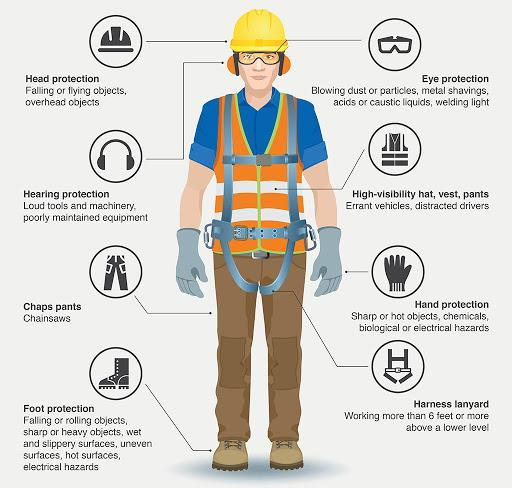 Head protection
Falling or flying objects,
overhead objects
Eye protection
Blowing dust or particles, metal shavings,
acids or caustic liquids, welding light
Hearing protection
Loud tools and machinery,
poorly maintained equipment
High-visibility hat, vest, pants
Errant vehicles, distracted drivers
Chaps pants
Chainsaws
Hand protection
Sharp or hot objects, chemicals,
biological or electrical hazards
Foot protection
Falling or rolling objects,
sharp or heavy objects, wet
and slippery surfaces, uneven
surfaces, hot surfaces,
electrical hazards
Harness lanyard
Working more than 6 feet or more
above a lower level